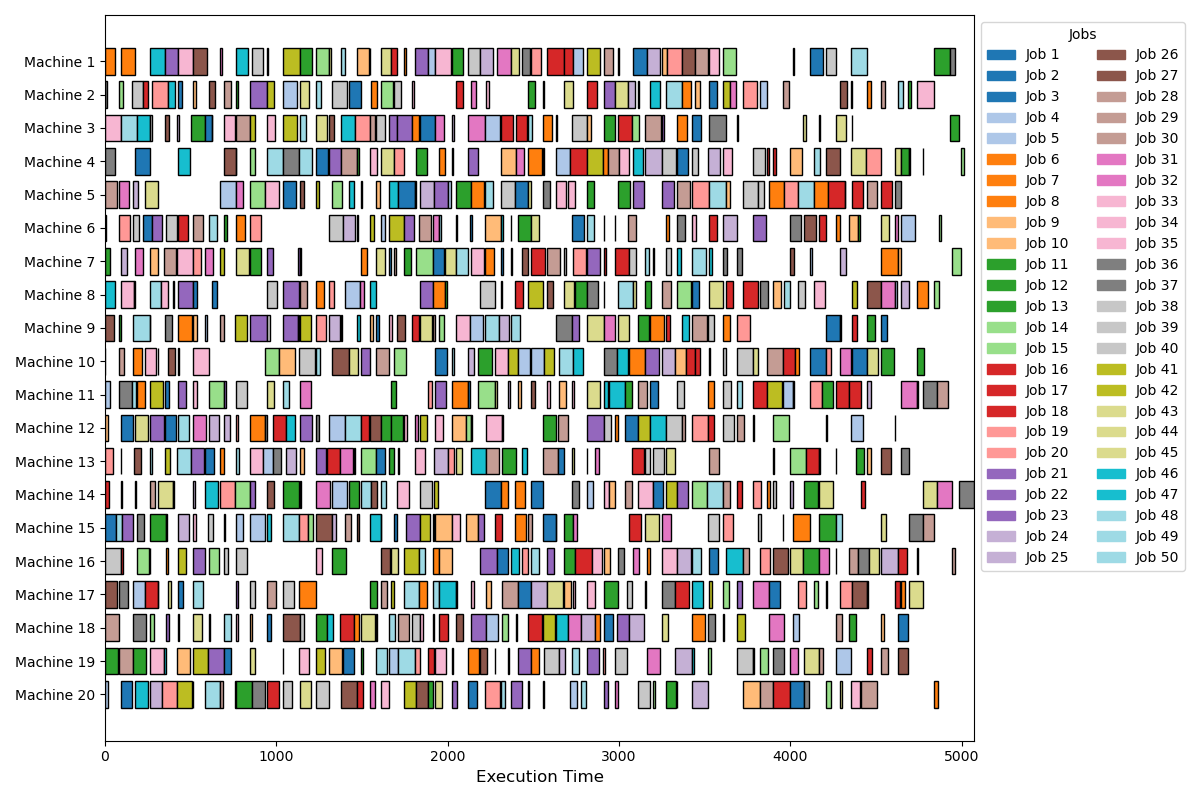 Machine 1
Machine 2
Machine 3
Machine 4
Machine 5
Machine 6
Machine 7
Machine 8
Machine 9
Machine 10
Machine 11
Machine 12
Machine 13
Machine 14
Machine 15
Machine 16
Machine 17
Machine 18
Machine 19
Machine 20
0 1000 2000 3000 4000 5000
Execution Time
Jobs
Job 1 Job 26
Job 2 Job 27
Job 3 Job 28
Job 4 Job 29
Job 5 Job 30
Job 6 Job 31
Job 7 Job 32
Job 8 Job 33
Job 9 Job 34
Job 10 Job 35
Job 11 Job 36
Job 12 Job 37
Job 13 Job 38
Job 14 Job 39
Job 15 Job 40
Job 16 Job 41
Job 17 Job 42
Job 18 Job 43
Job 19 Job 44
Job 20 Job 45
Job 21 Job 46
Job 22 Job 47
Job 23 Job 48
Job 24 Job 49
Job 25 Job 50